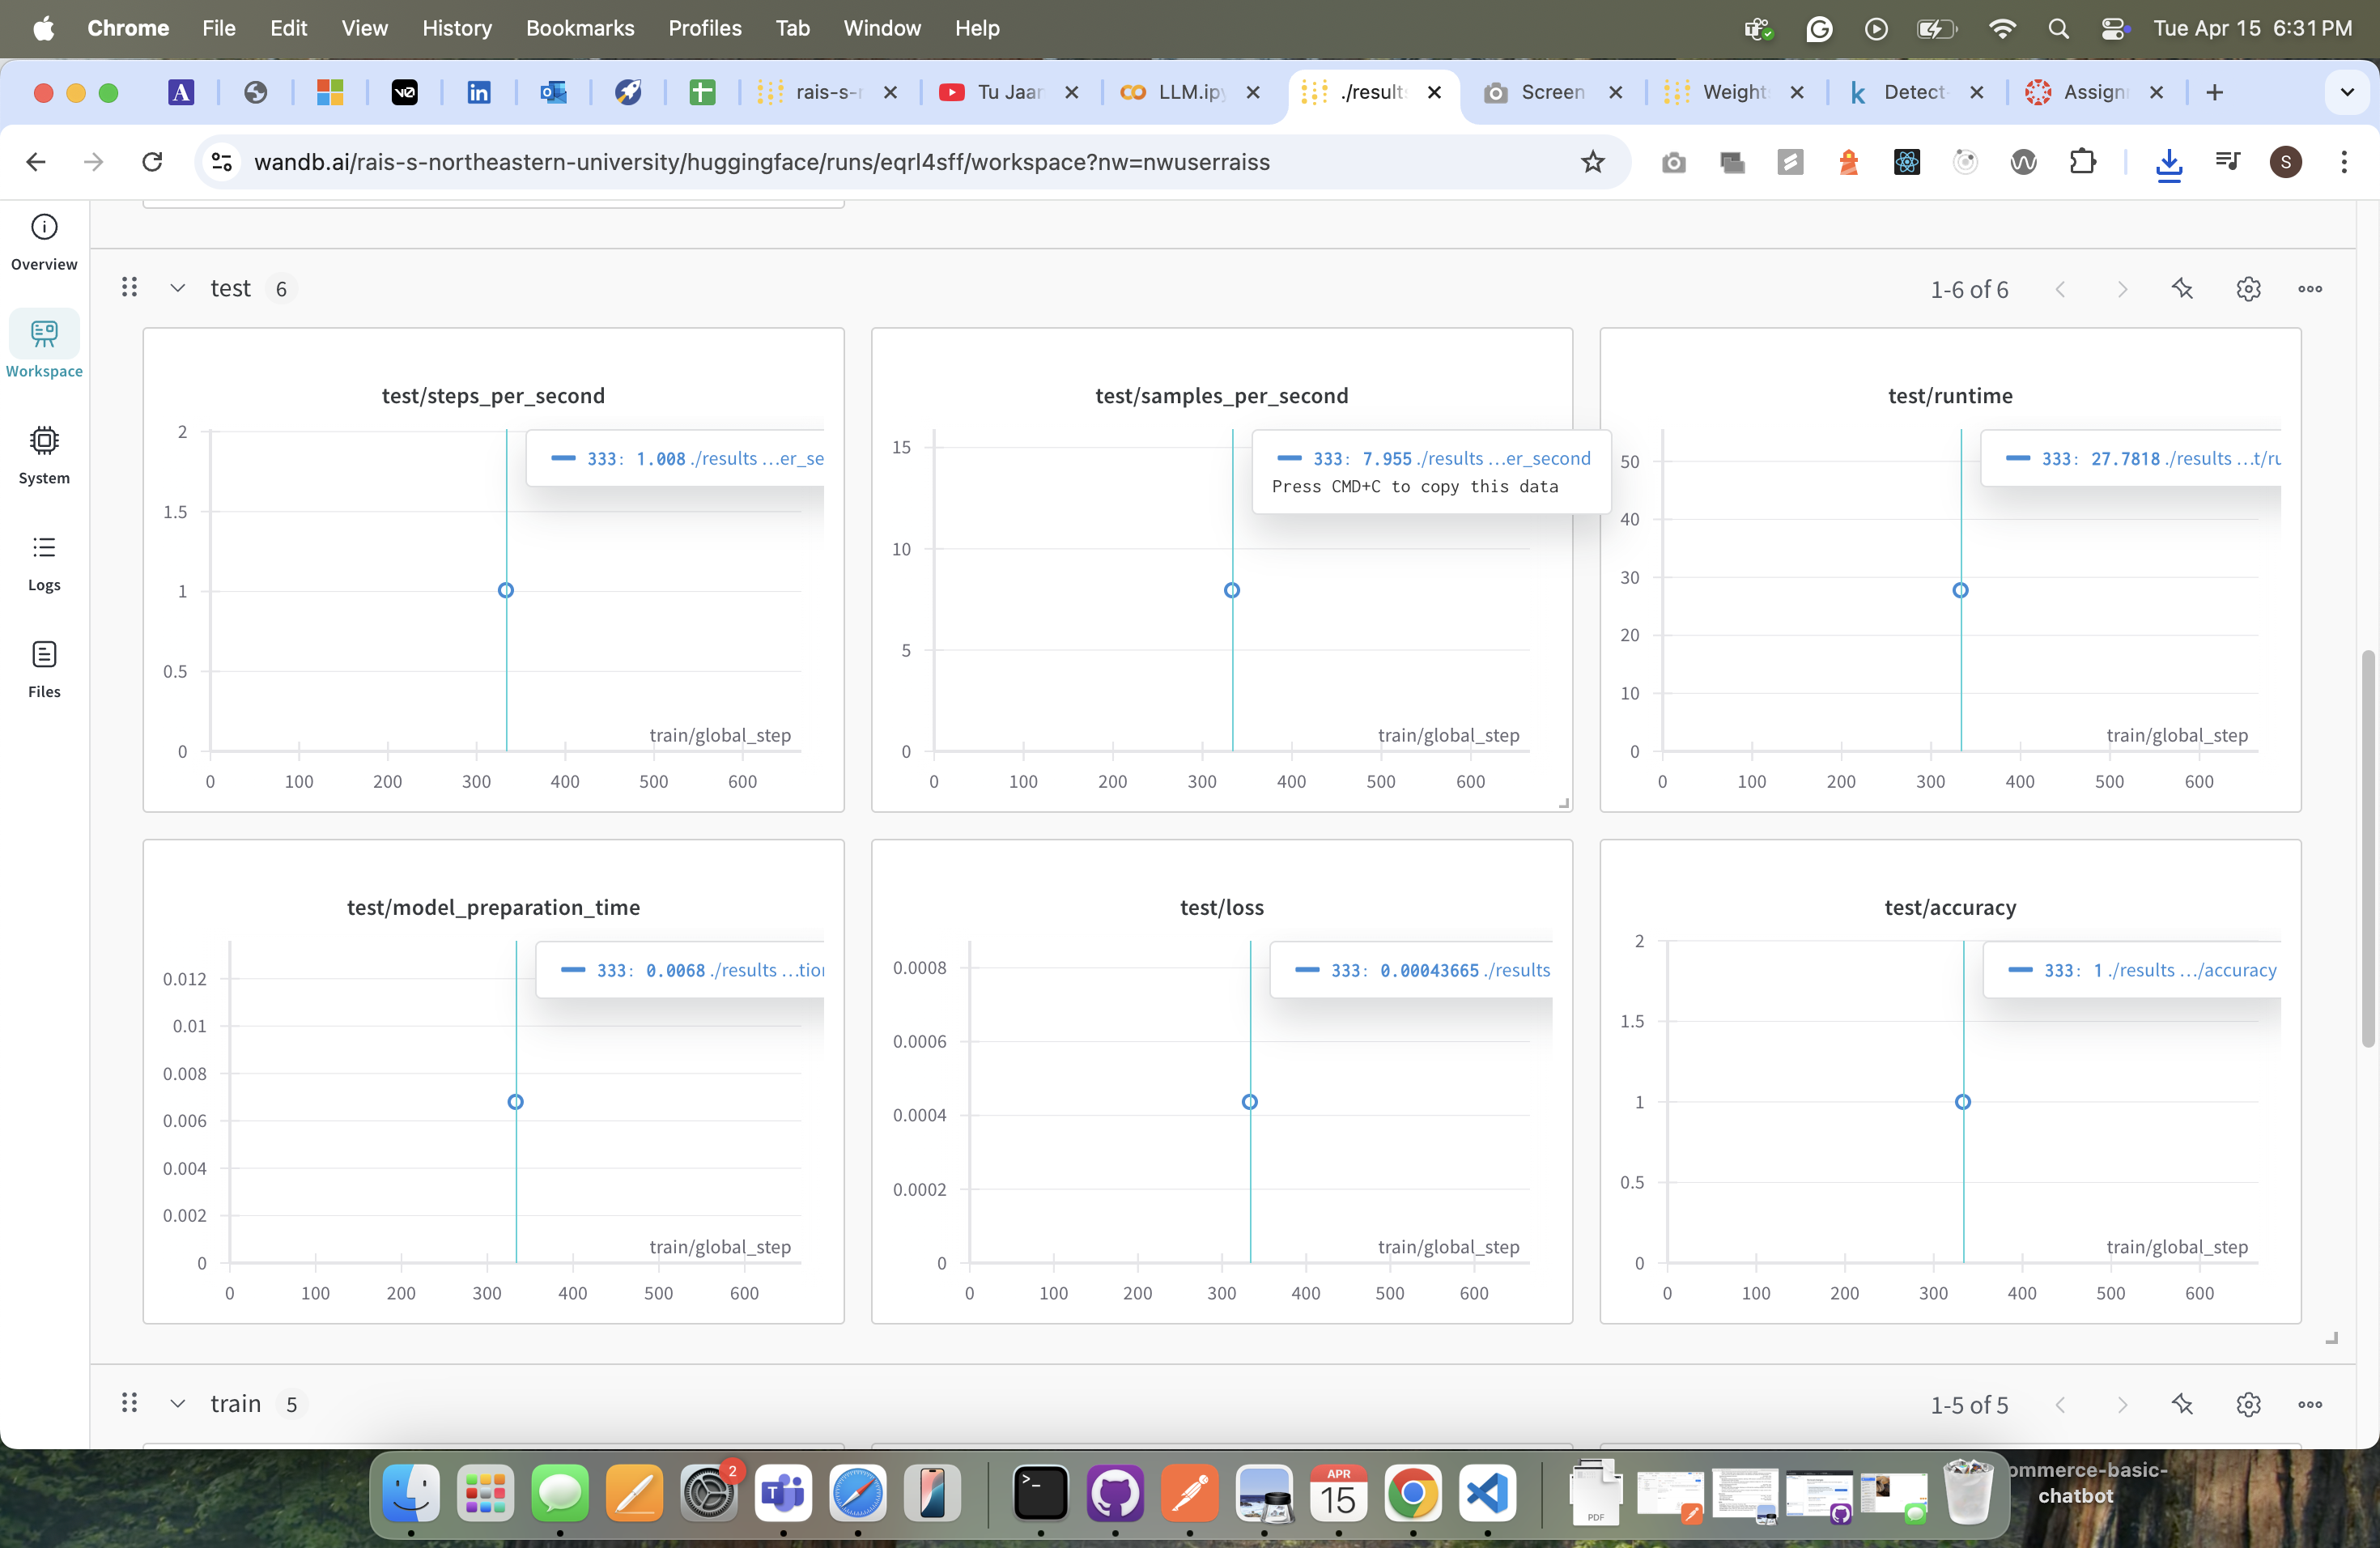 Chrome File Edit View History Bookmarks Profiles Tab Window Help Tue Apr 15 6:31 PM
A v0 in rais-s-r Tu Jaar LLM.ipy ./result Screen Weight Detect Assign
wandb.ai/rais-s-northeastern-university/huggingface/runs/eqrl4sff/workspace?nw=nwuserraiss S
Overview
Workspace
System
Logs
Files
test 6 1-6 of 6
test/steps_per_second
333: 1.008 ./results ...er_se
2
1.5
1
0.5
0
train/global_step
0 100 200 300 400 500 600
test/samples_per_second
333: 7.955 ./results ...er_second
Press CMD+C to copy this data
15
10
5
0
train/global_step
0 100 200 300 400 500 600
test/runtime
333: 27.7818 ./results ...t/ru
50
40
30
20
10
0
train/global_step
0 100 200 300 400 500 600
test/model_preparation_time
333: 0.0068 ./results ...tion
0.012
0.01
0.008
0.006
0.004
0.002
0
train/global_step
0 100 200 300 400 500 600
test/loss
333: 0.00043665 ./results
0.0008
0.0006
0.0004
0.0002
0
train/global_step
0 100 200 300 400 500 600
test/accuracy
333: 1 ./results .../accuracy
2
1.5
1
0.5
0
train/global_step
0 100 200 300 400 500 600
train 5 1-5 of 5
2
APR
15
PDF
ommerce-basic-
chatbot